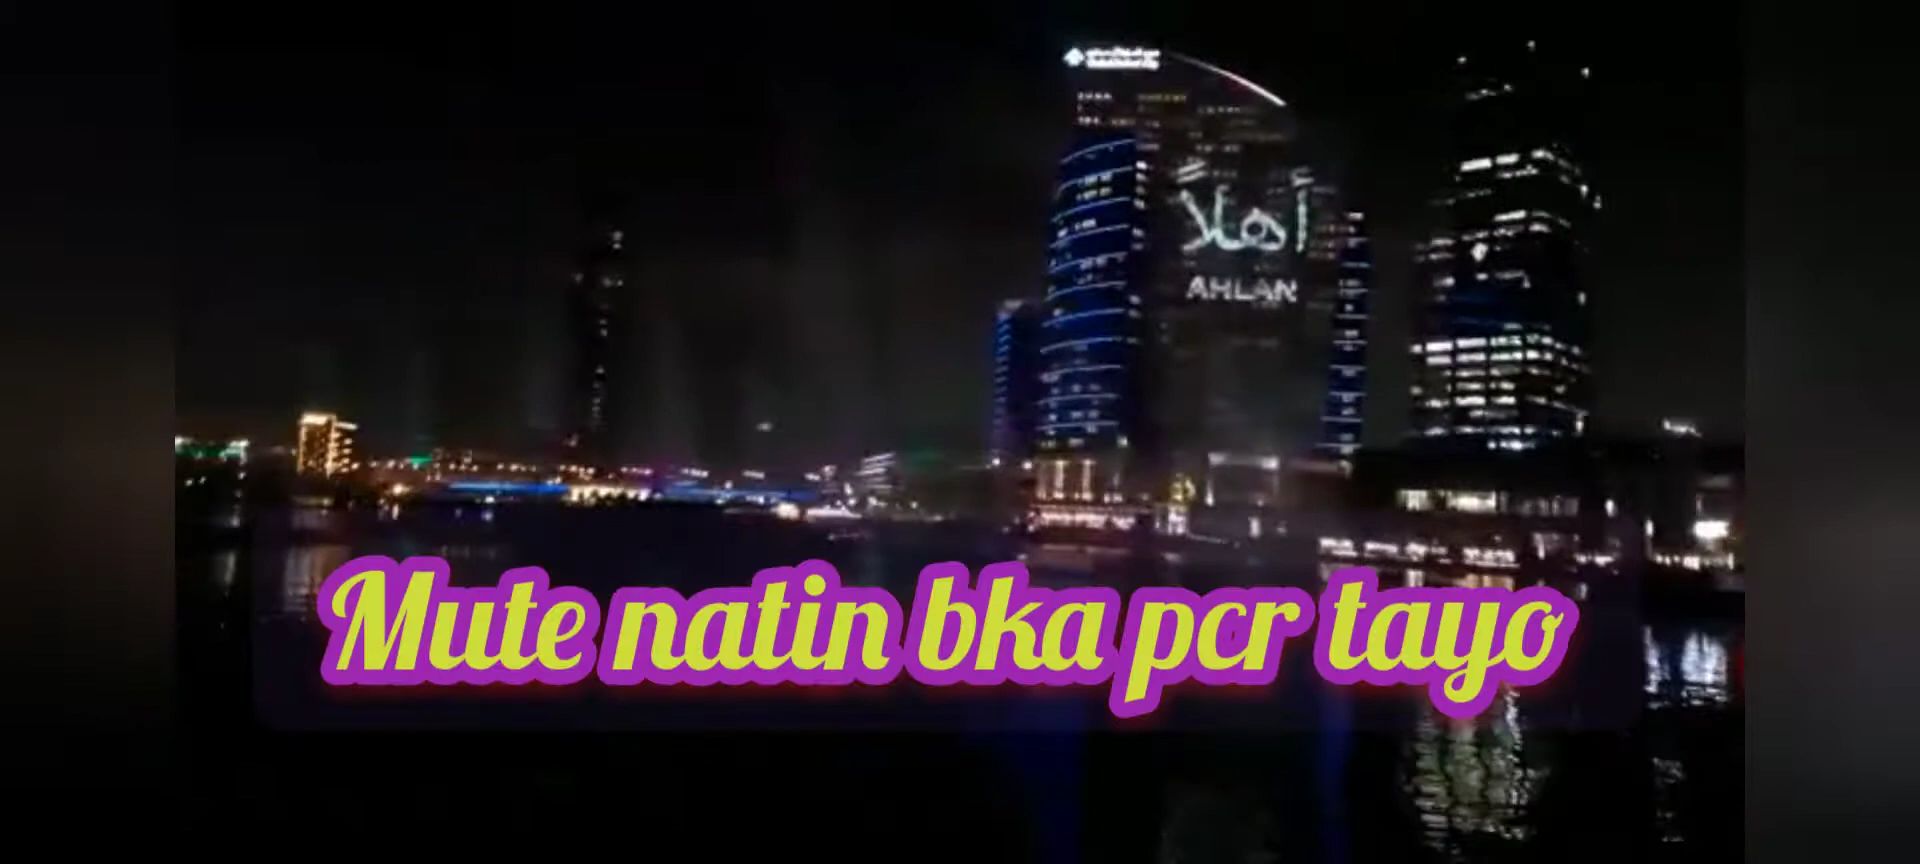 أهلاً
AHLAN
Mute natin bka pcr tayo